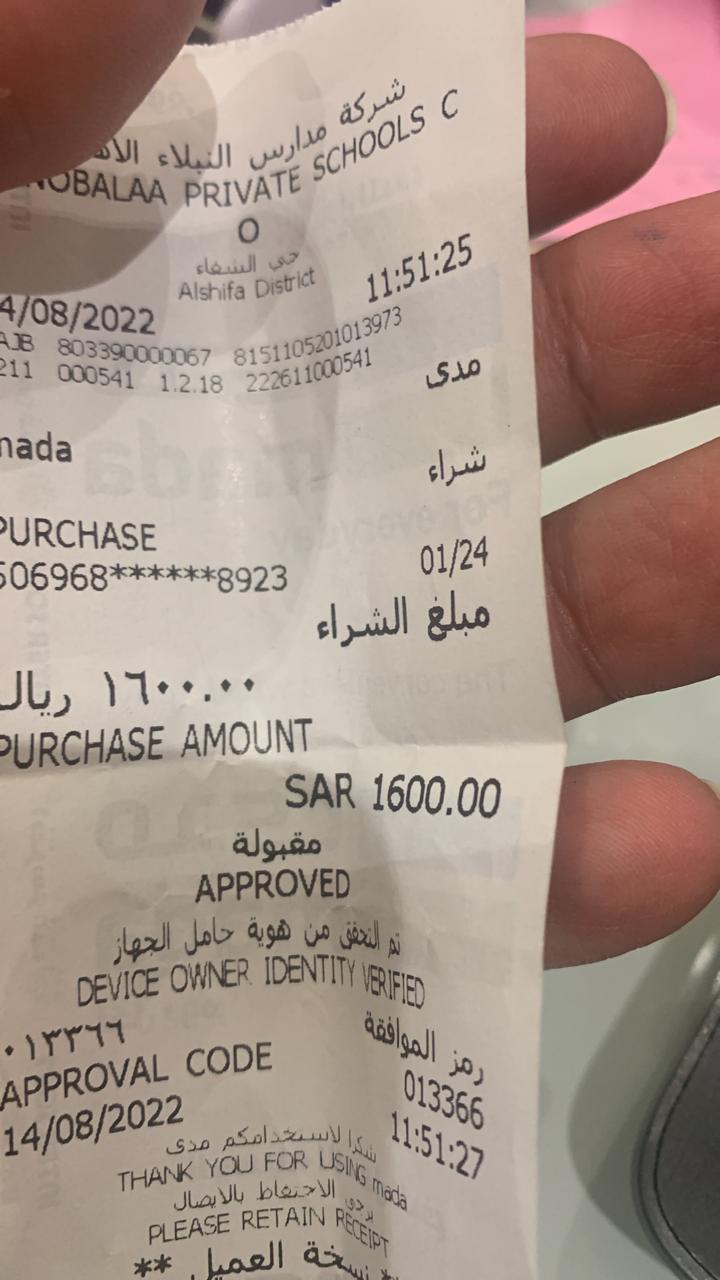 شركة مدارس النبلاء
NOBALAA PRIVATE SCHOOLS C
O
حي الشفاء
Alshifa District
4/08/2022 11:51:25
AJB 803390000067 8151105201013973
211 000541 1.2.18 222611000541
مدى
mada
شراء
PURCHASE
506968******8923 01/24
مبلغ الشراء
١٦٠٠.٠٠ ريال
PURCHASE AMOUNT
SAR 1600.00
مقبولة
APPROVED
تم التحقق من هوية حامل الجهاز
DEVICE OWNER IDENTITY VERIFIED
رمز الموافقة
٠١٣٣٦٦
APPROVAL CODE 013366
14/08/2022 11:51:27
شكرا لاستخدامكم مدى
THANK YOU FOR USING mada
يرجى الاحتفاظ بالايصال
PLEASE RETAIN RECEIPT
** نسخة العميل *